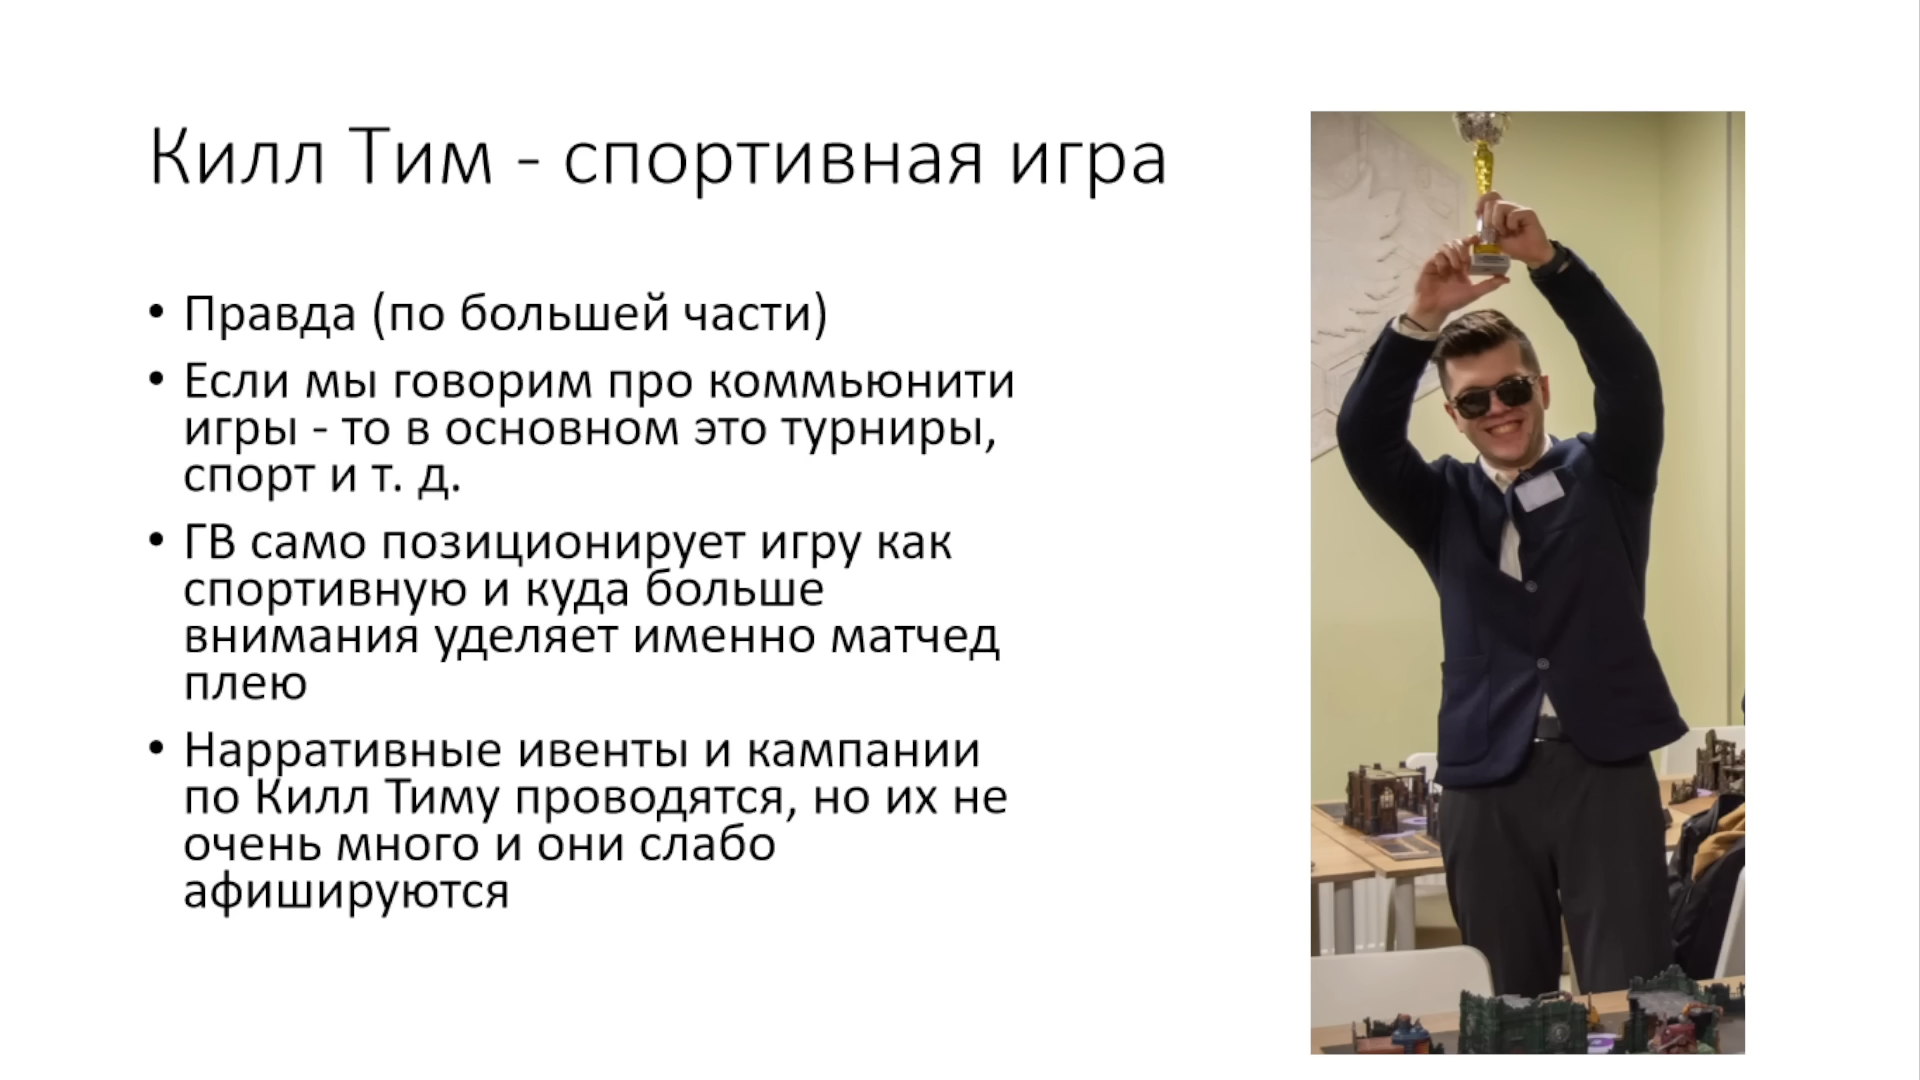 Килл Тим - спортивная игра
• Правда (по большей части)
• Если мы говорим про коммьюнити
игры - то в основном это турниры,
спорт и т. д.
• ГВ само позиционирует игру как
спортивную и куда больше
внимания уделяет именно матчед
плею
• Нарративные ивенты и кампании
по Килл Тиму проводятся, но их не
очень много и они слабо
афишируются